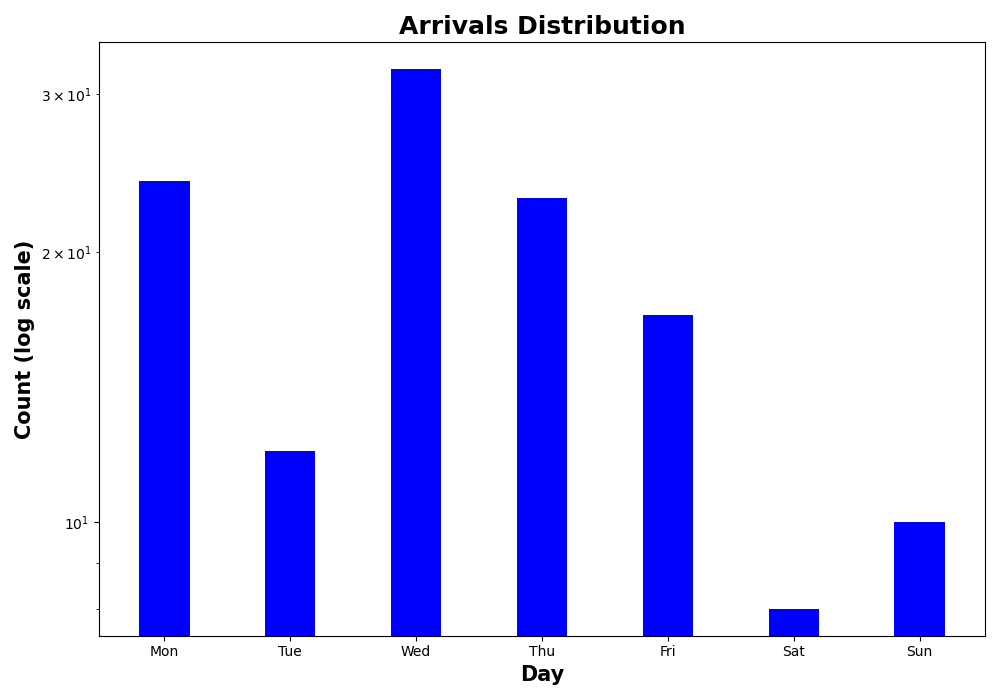 Arrivals Distribution
Count (log scale)
3 × 10¹
2 × 10¹
10¹
Mon Tue Wed Thu Fri Sat Sun
Day